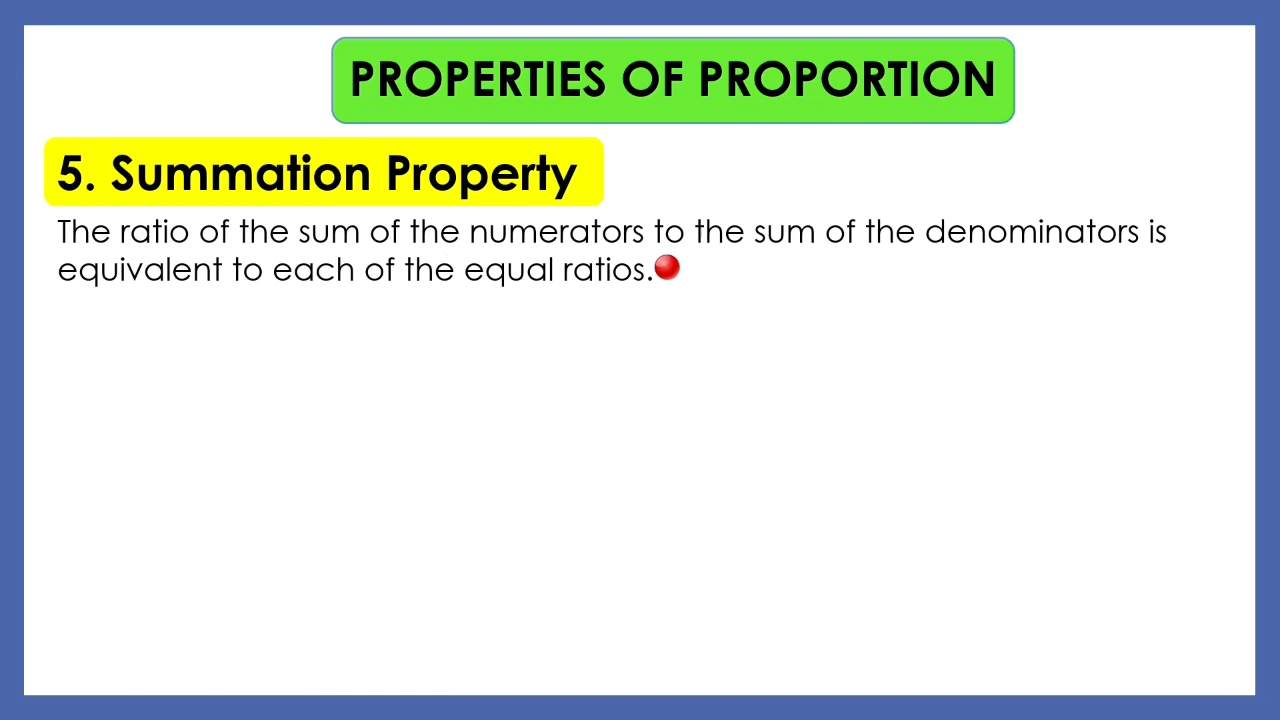 PROPERTIES OF PROPORTION
5. Summation Property
The ratio of the sum of the numerators to the sum of the denominators is
equivalent to each of the equal ratios.